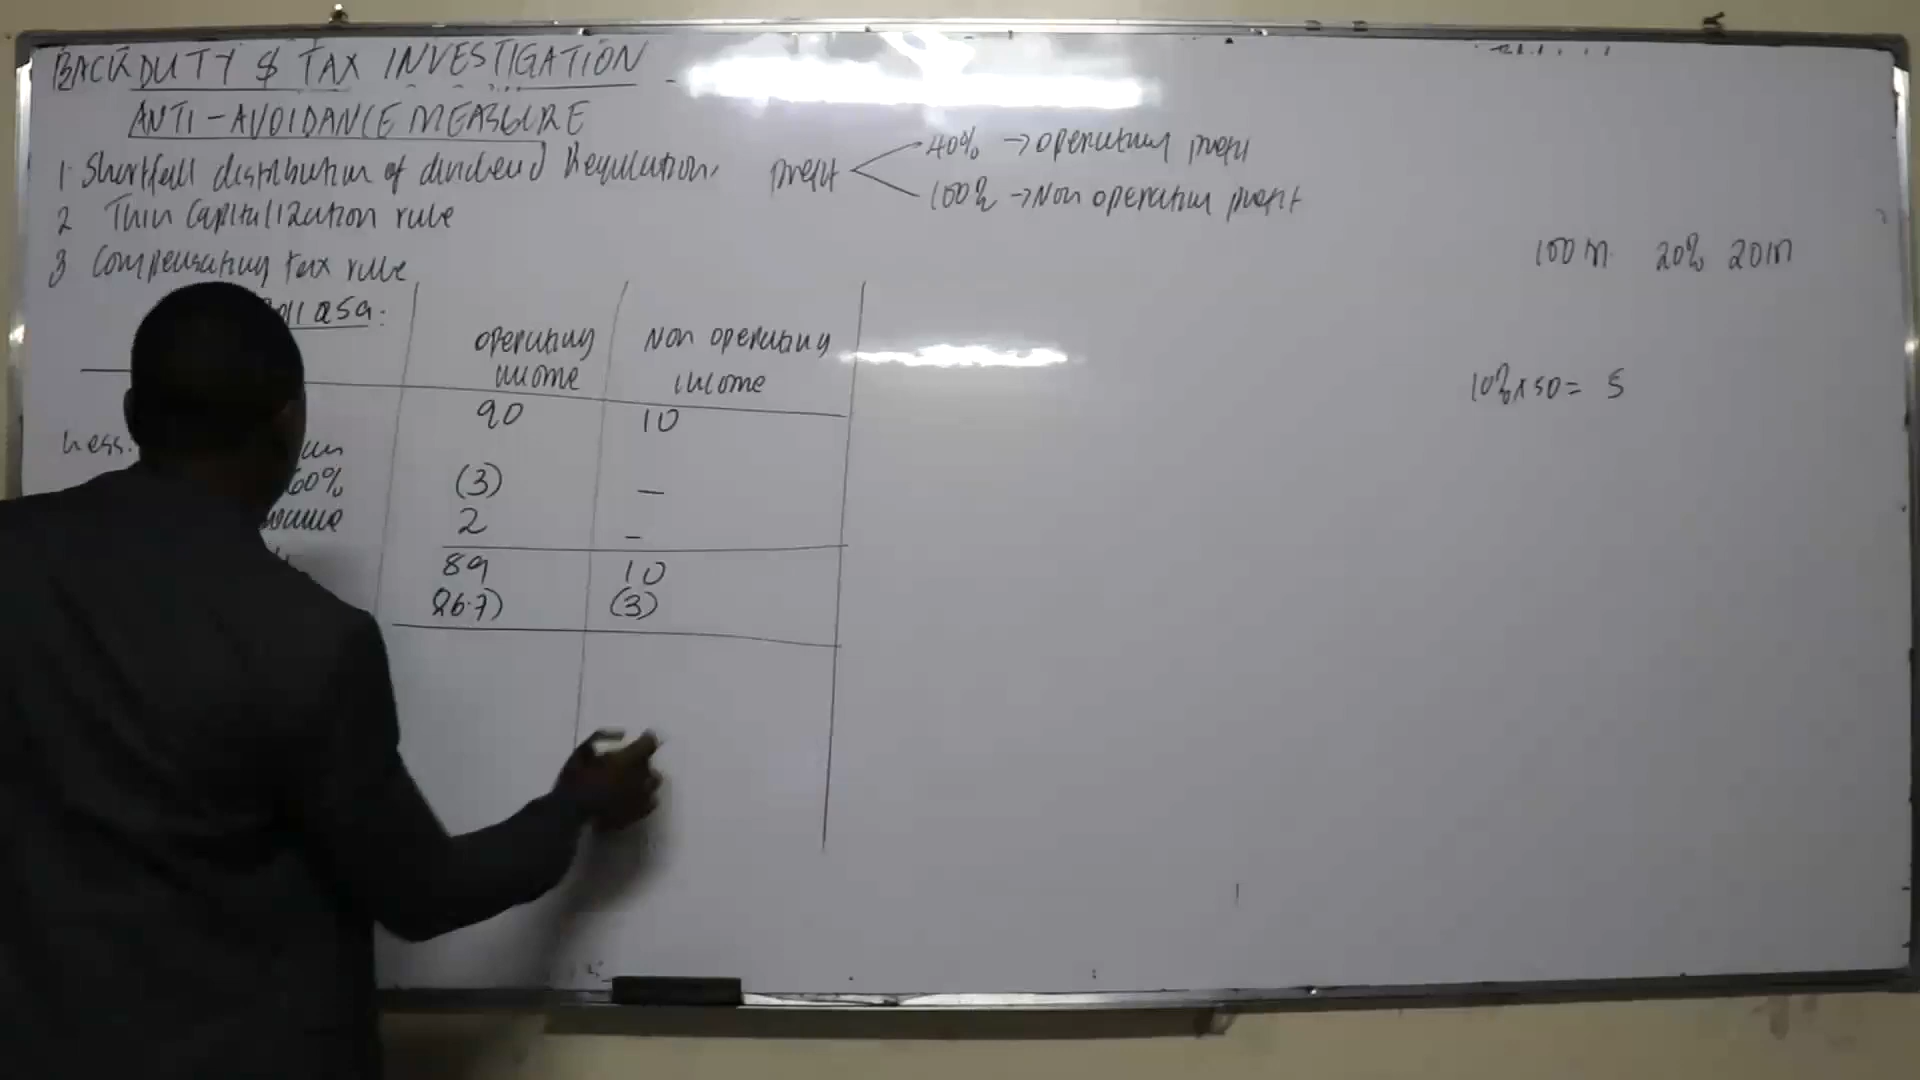 BACKDUTY & TAX INVESTIGATION
ANTI-AVOIDANCE MEASURE
1. Shortfall distribution of dividend Regulation.
2 Thin Capitalization rule
3 Compensating tax rule
profit
40% → operating profit
100% → Non operating profit
100m 20% 20m
10% x 50 = 5
operating income
Non operating income
90 10
Less:
60% (3) —
2 –
89 10
(26.7) (3)